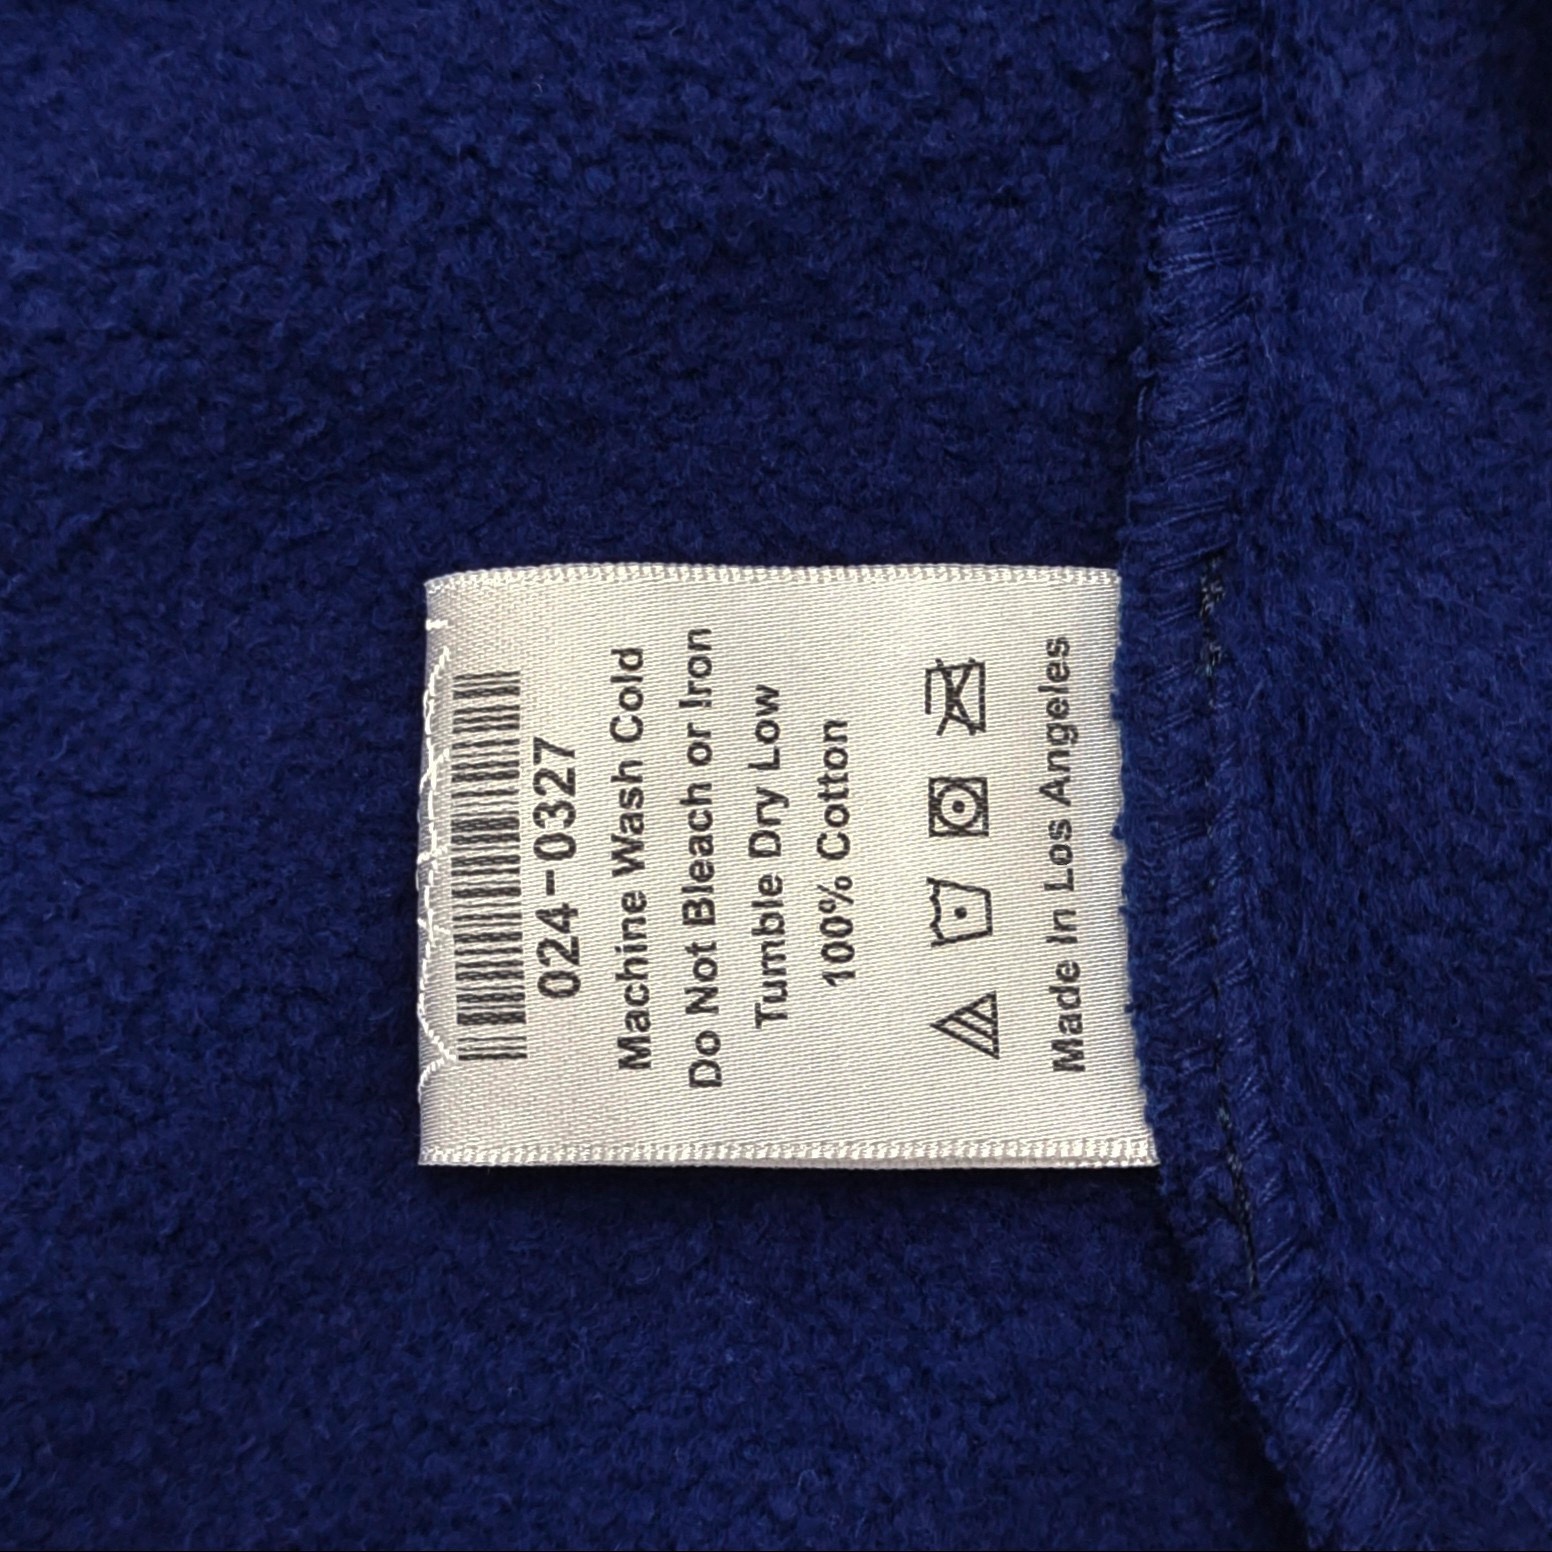 024-0327
Machine Wash Cold
Do Not Bleach or Iron
Tumble Dry Low
100% Cotton
Made In Los Angeles